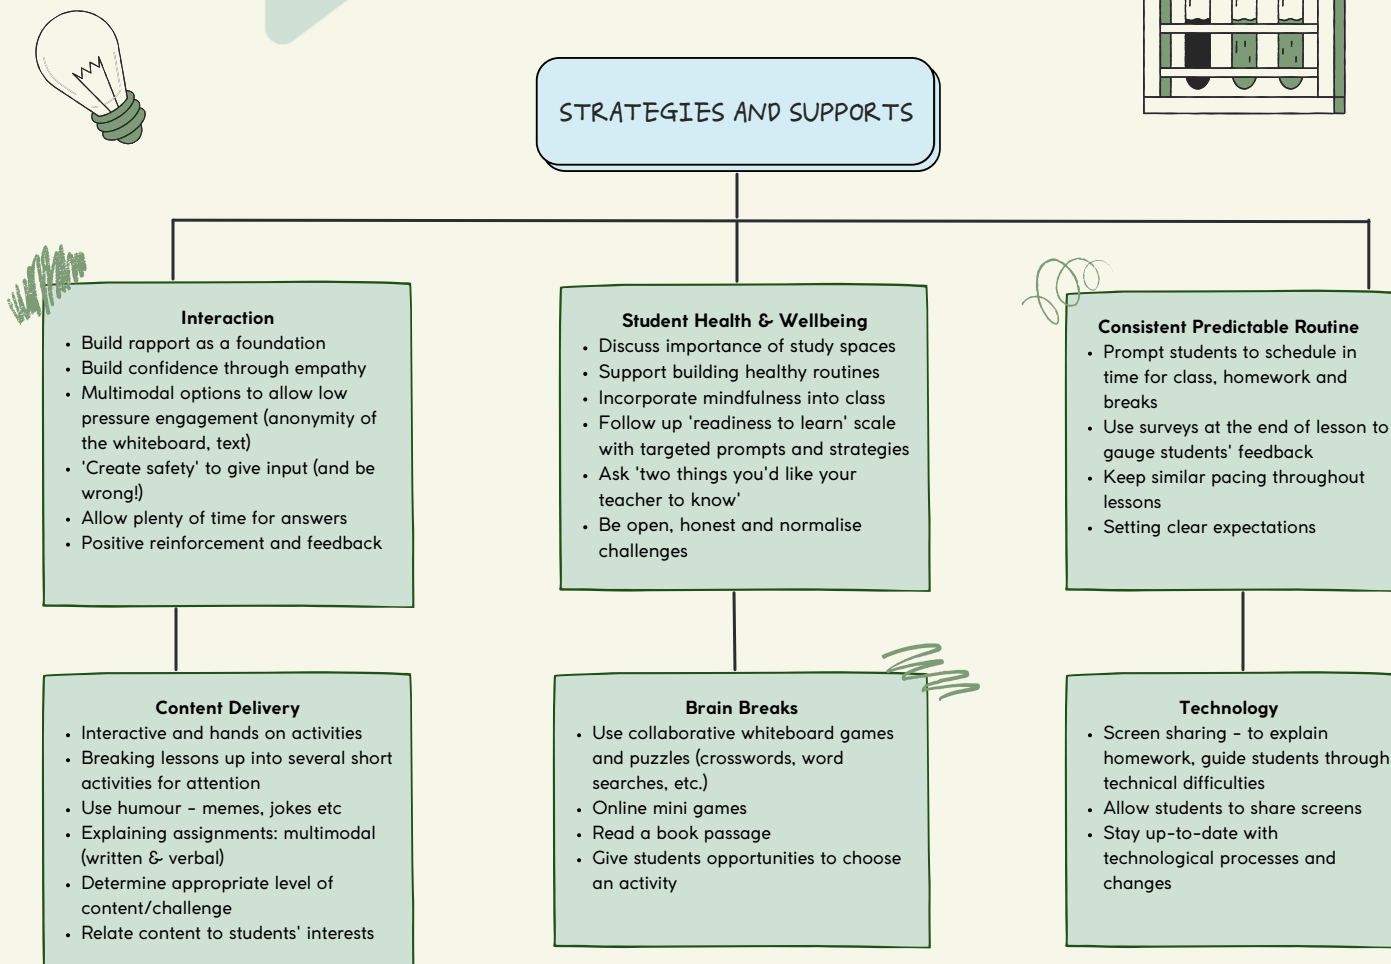 STRATEGIES AND SUPPORTS
Interaction
• Build rapport as a foundation
• Build confidence through empathy
• Multimodal options to allow low
pressure engagement (anonymity of
the whiteboard, text)
• 'Create safety' to give input (and be
wrong!)
• Allow plenty of time for answers
• Positive reinforcement and feedback
Student Health & Wellbeing
• Discuss importance of study spaces
• Support building healthy routines
• Incorporate mindfulness into class
• Follow up 'readiness to learn' scale
with targeted prompts and strategies
• Ask 'two things you'd like your
teacher to know'
• Be open, honest and normalise
challenges
Consistent Predictable Routine
• Prompt students to schedule in
time for class, homework and
breaks
• Use surveys at the end of lesson to
gauge students' feedback
• Keep similar pacing throughout
lessons
• Setting clear expectations
Content Delivery
• Interactive and hands on activities
• Breaking lessons up into several short
activities for attention
• Use humour - memes, jokes etc
• Explaining assignments: multimodal
(written & verbal)
• Determine appropriate level of
content/challenge
• Relate content to students' interests
Brain Breaks
• Use collaborative whiteboard games
and puzzles (crosswords, word
searches, etc.)
• Online mini games
• Read a book passage
• Give students opportunities to choose
an activity
Technology
• Screen sharing - to explain
homework, guide students through
technical difficulties
• Allow students to share screens
• Stay up-to-date with
technological processes and
changes